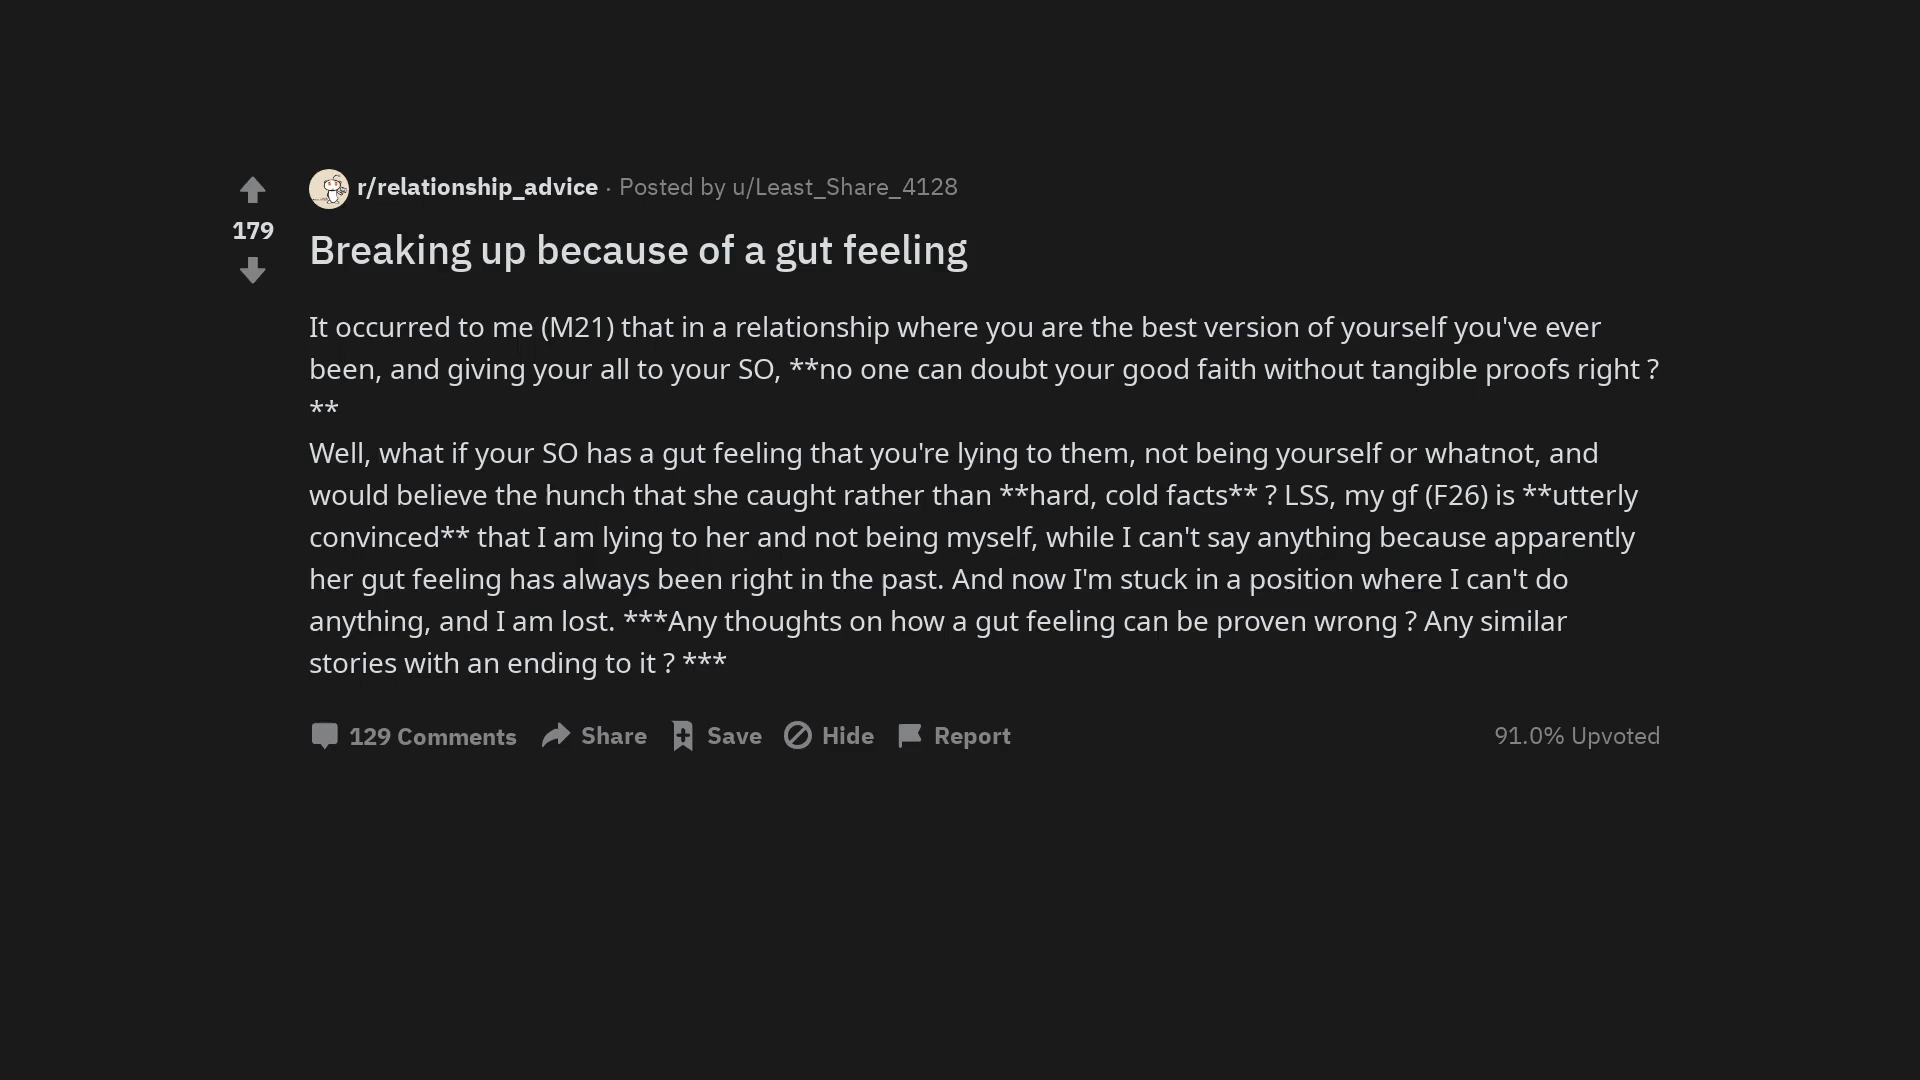 r/relationship_advice · Posted by u/Least_Share_4128
179
Breaking up because of a gut feeling
It occurred to me (M21) that in a relationship where you are the best version of yourself you've ever
been, and giving your all to your SO, **no one can doubt your good faith without tangible proofs right ?
**
Well, what if your SO has a gut feeling that you're lying to them, not being yourself or whatnot, and
would believe the hunch that she caught rather than **hard, cold facts** ? LSS, my gf (F26) is **utterly
convinced** that I am lying to her and not being myself, while I can't say anything because apparently
her gut feeling has always been right in the past. And now I'm stuck in a position where I can't do
anything, and I am lost. ***Any thoughts on how a gut feeling can be proven wrong ? Any similar
stories with an ending to it ? ***
129 Comments Share Save Hide Report 91.0% Upvoted